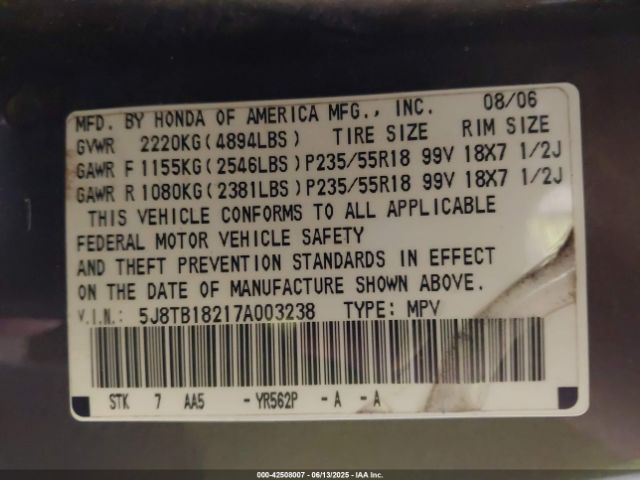 MFD. BY HONDA OF AMERICA MFG., INC. 08/06
GVWR 2220KG(4894LBS) TIRE SIZE RIM SIZE
GAWR F 1155KG(2546LBS) P235/55R18 99V 18X7 1/2J
GAWR R 1080KG(2381LBS) P235/55R18 99V 18X7 1/2J
THIS VEHICLE CONFORMS TO ALL APPLICABLE
FEDERAL MOTOR VEHICLE SAFETY
AND THEFT PREVENTION STANDARDS IN EFFECT
ON THE DATE OF MANUFACTURE SHOWN ABOVE.
V.I.N.: 5J8TB18217A003238 TYPE: MPV
STK 7 AA5 - YR562P - A - A
000-42508007 - 06/13/2025 - IAA Inc.